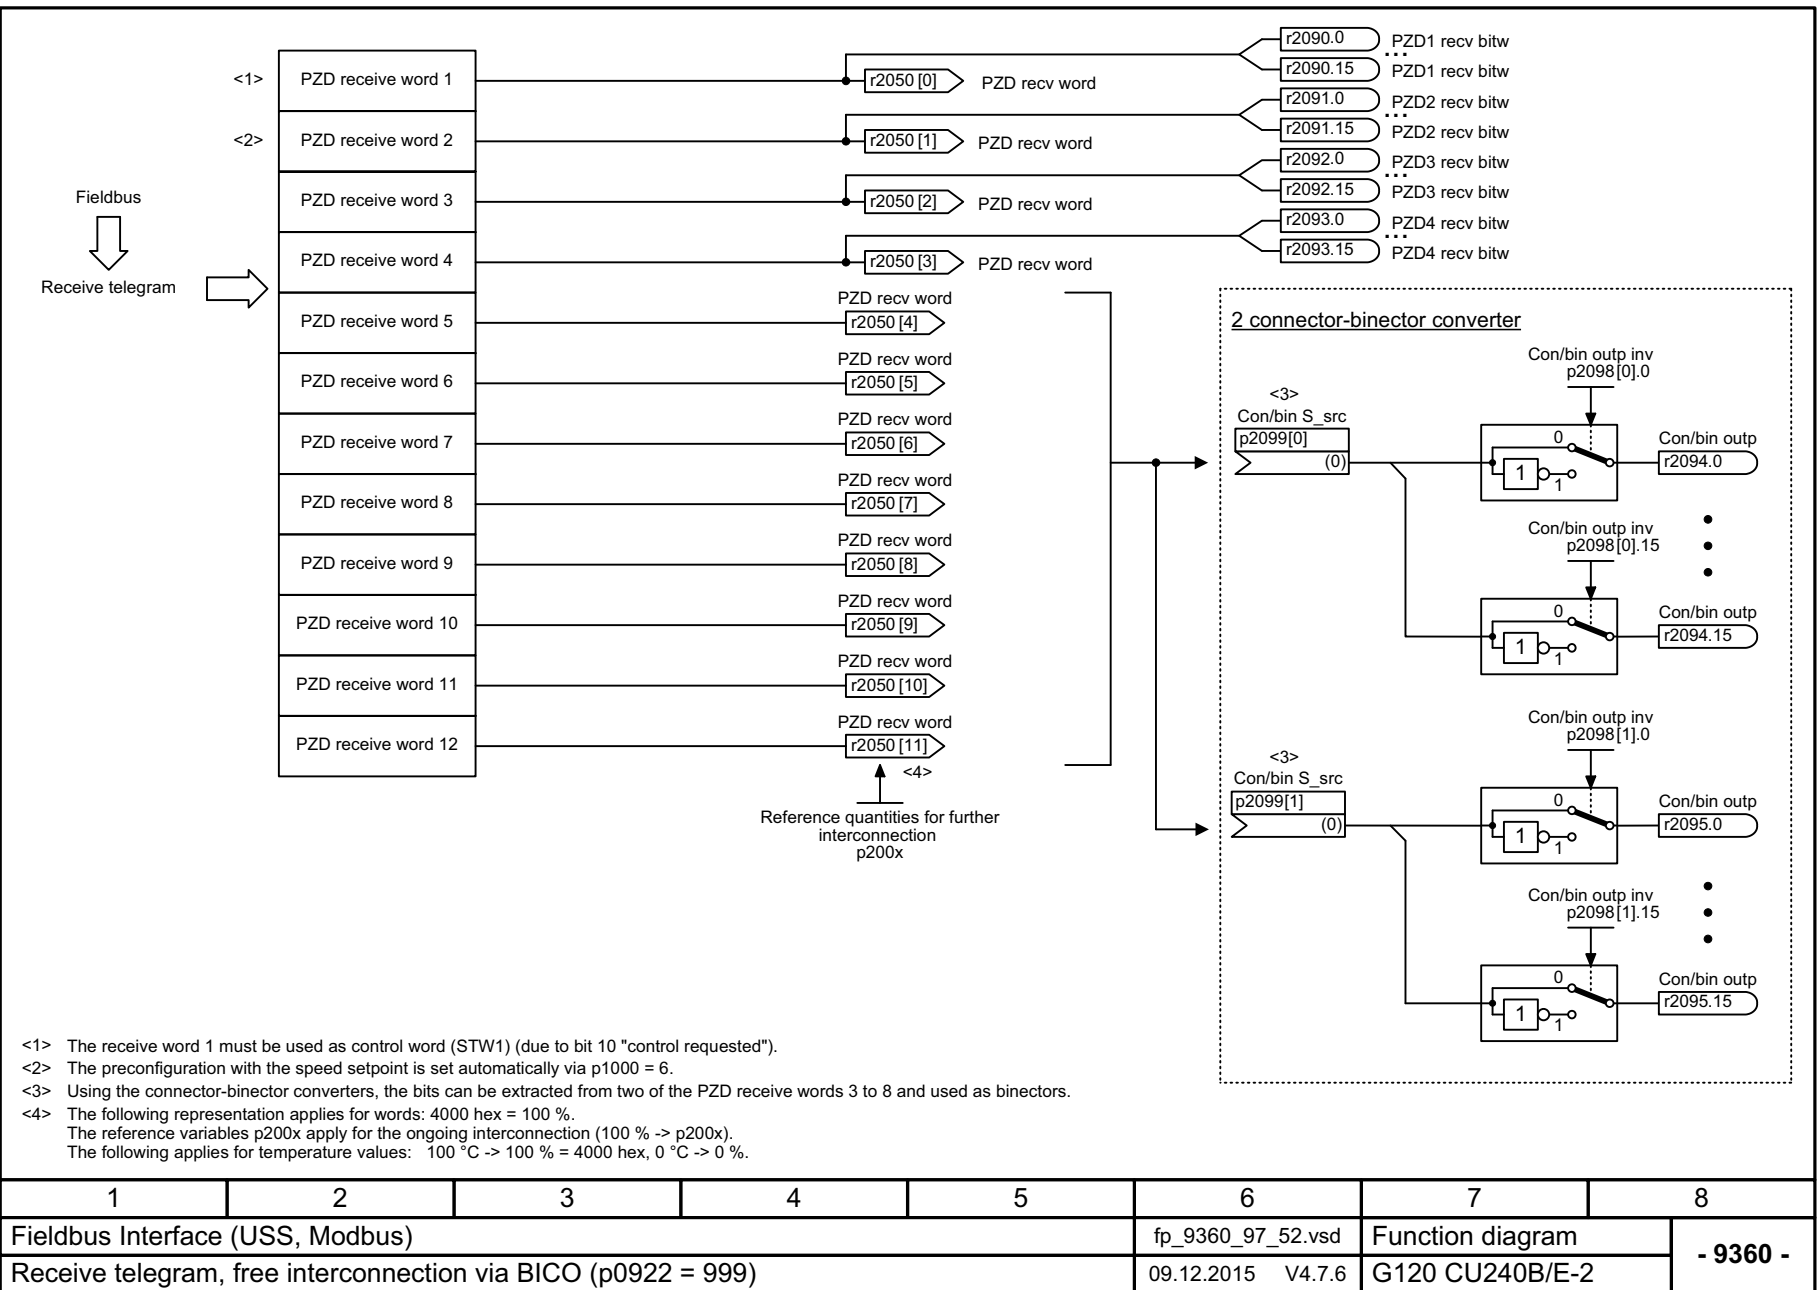 <1>
PZD receive word 1
r2050 [0]
PZD recv word
r2090.0
PZD1 recv bitw
...
r2090.15
PZD1 recv bitw
<2>
PZD receive word 2
r2050 [1]
PZD recv word
r2091.0
PZD2 recv bitw
...
r2091.15
PZD2 recv bitw
PZD receive word 3
r2050 [2]
PZD recv word
r2092.0
PZD3 recv bitw
...
r2092.15
PZD3 recv bitw
Fieldbus
Receive telegram
PZD receive word 4
r2050 [3]
PZD recv word
r2093.0
PZD4 recv bitw
...
r2093.15
PZD4 recv bitw
PZD receive word 5
PZD recv word
r2050 [4]
PZD receive word 6
PZD recv word
r2050 [5]
PZD receive word 7
PZD recv word
r2050 [6]
PZD receive word 8
PZD recv word
r2050 [7]
PZD receive word 9
PZD recv word
r2050 [8]
PZD receive word 10
PZD recv word
r2050 [9]
PZD receive word 11
PZD recv word
r2050 [10]
PZD receive word 12
PZD recv word
r2050 [11]
<4>
Reference quantities for further
interconnection
p200x
2 connector-binector converter
<3>
Con/bin S_src
p2099[0]
(0)
Con/bin outp inv
p2098[0].0
0
1
1
Con/bin outp
r2094.0
Con/bin outp inv
p2098[0].15
0
1
1
Con/bin outp
r2094.15
<3>
Con/bin S_src
p2099[1]
(0)
Con/bin outp inv
p2098[1].0
0
1
1
Con/bin outp
r2095.0
Con/bin outp inv
p2098[1].15
0
1
1
Con/bin outp
r2095.15
<1> The receive word 1 must be used as control word (STW1) (due to bit 10 "control requested").
<2> The preconfiguration with the speed setpoint is set automatically via p1000 = 6.
<3> Using the connector-binector converters, the bits can be extracted from two of the PZD receive words 3 to 8 and used as binectors.
<4> The following representation applies for words: 4000 hex = 100 %.
The reference variables p200x apply for the ongoing interconnection (100 % -> p200x).
The following applies for temperature values: 100 °C -> 100 % = 4000 hex, 0 °C -> 0 %.
1 2 3 4 5 6 7 8
Fieldbus Interface (USS, Modbus)
fp_9360_97_52.vsd
Function diagram
- 9360 -
Receive telegram, free interconnection via BICO (p0922 = 999)
09.12.2015 V4.7.6
G120 CU240B/E-2